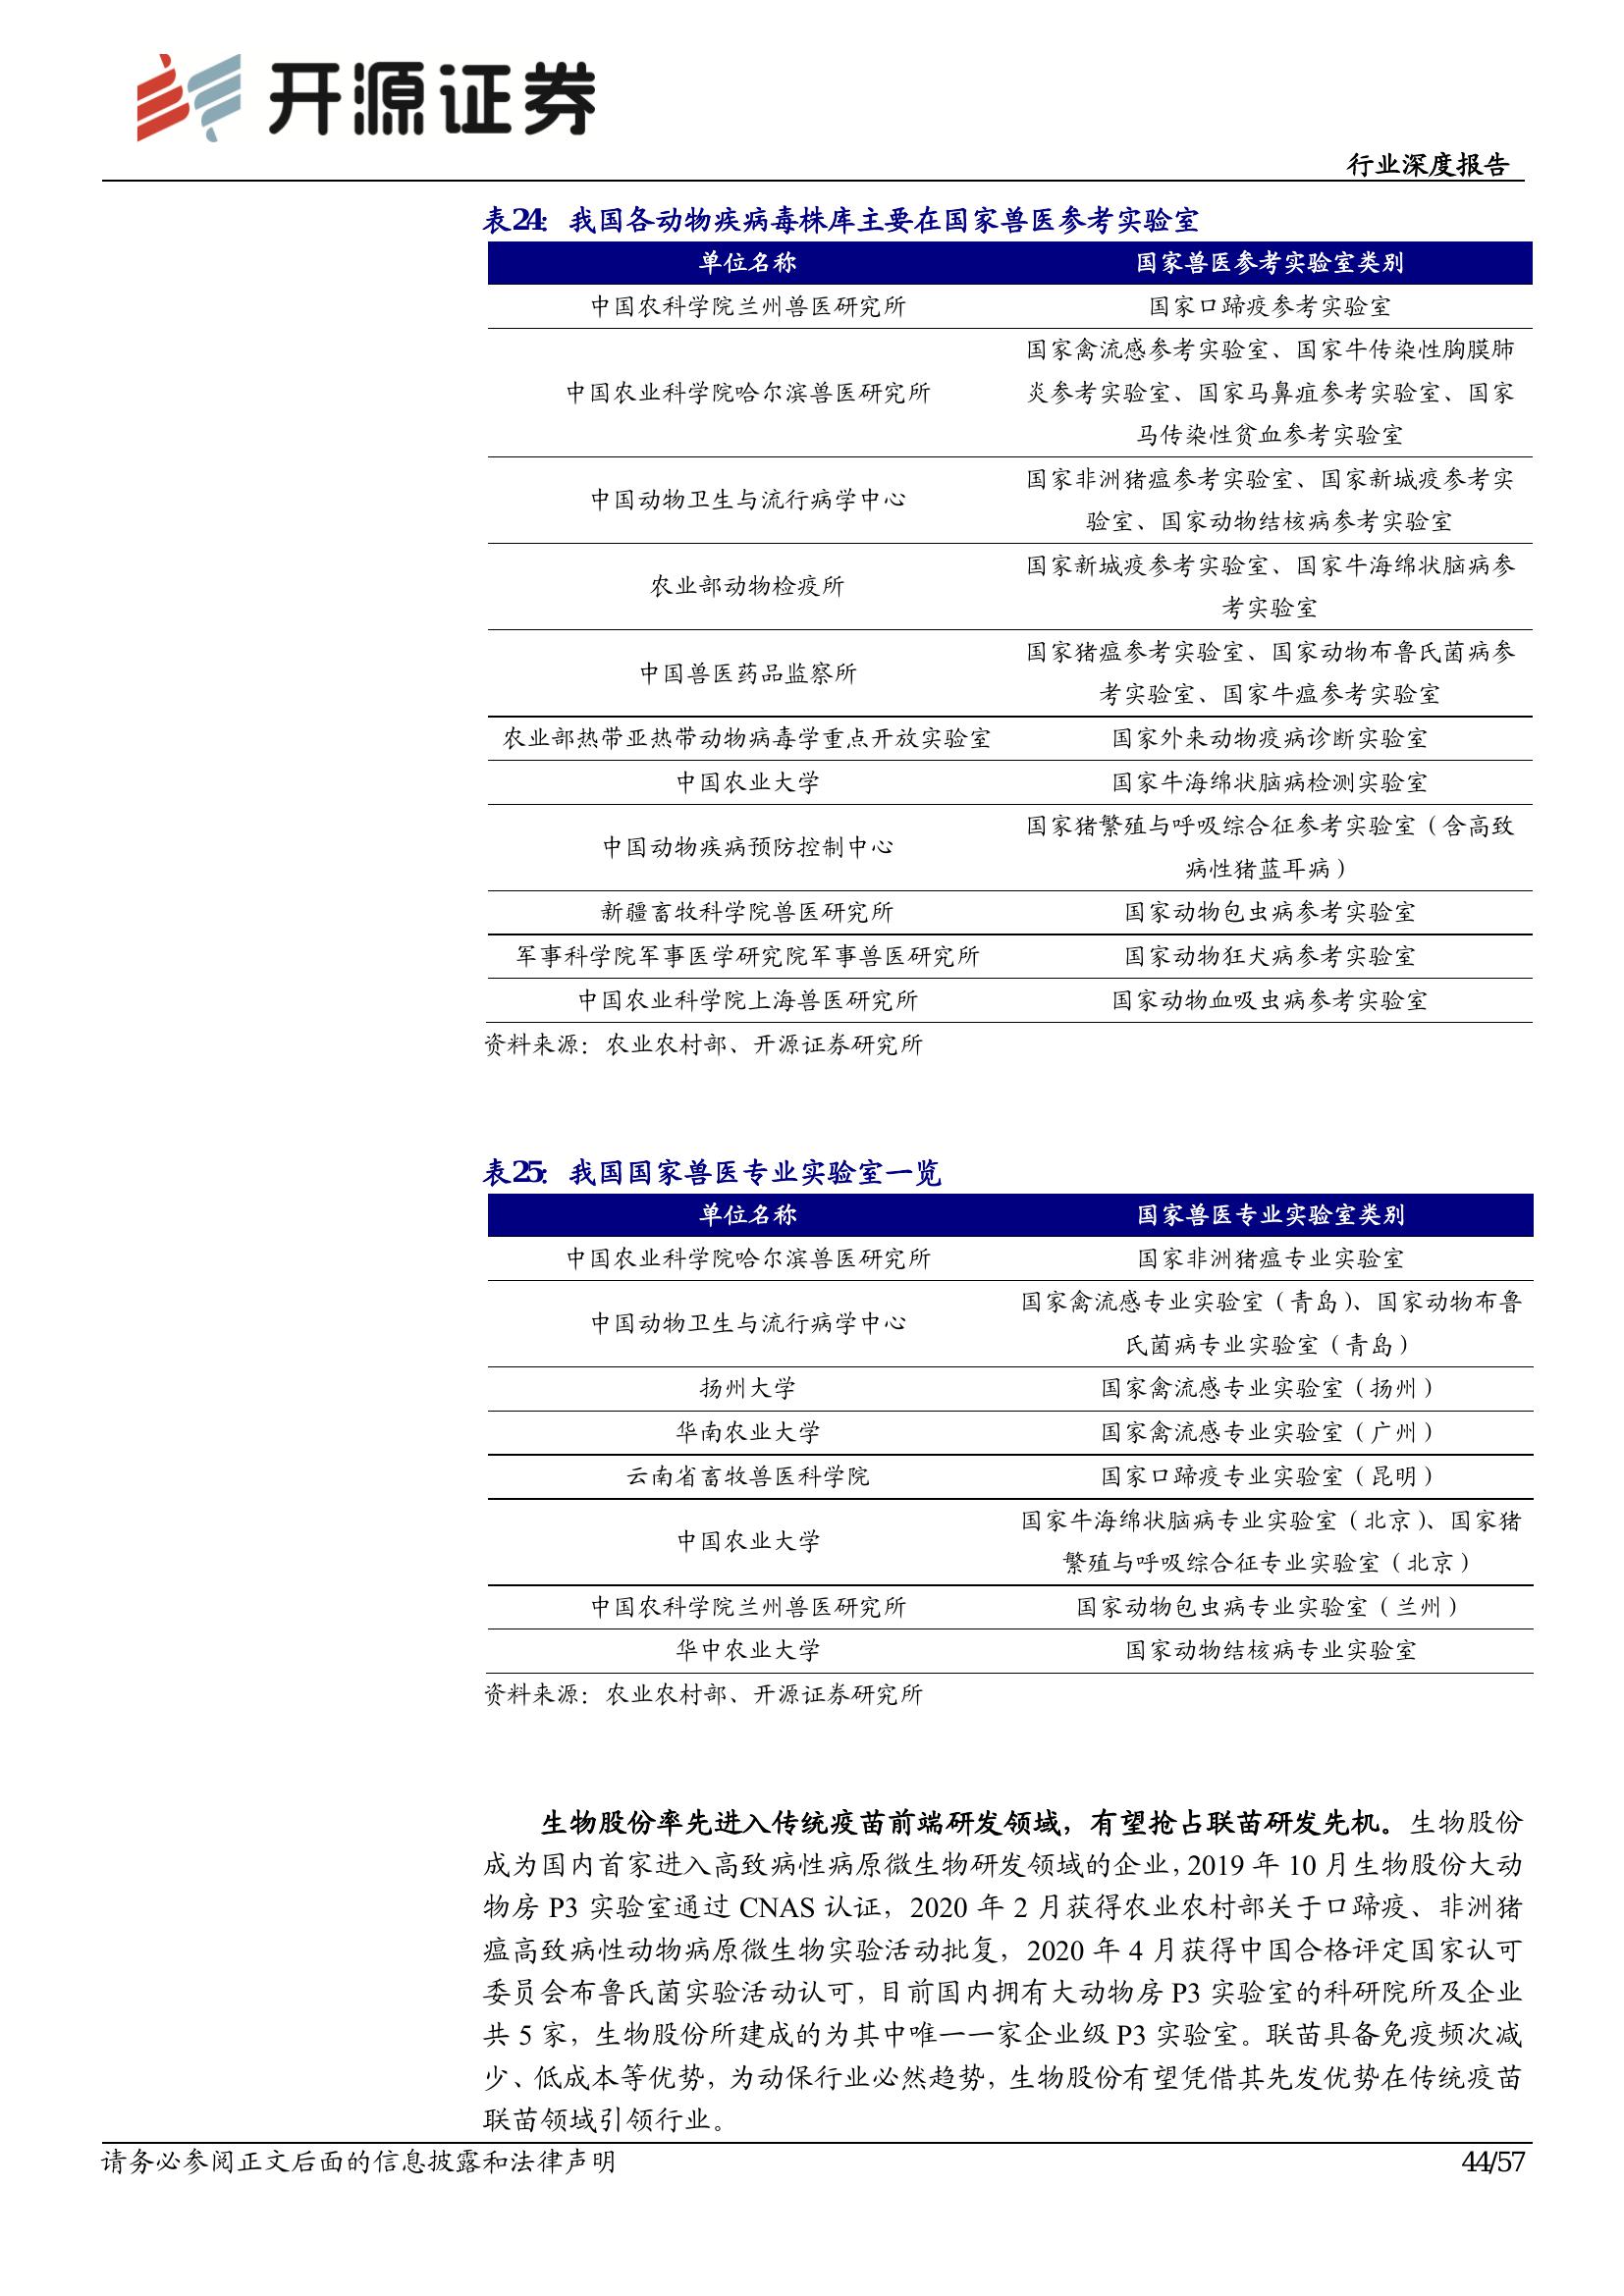 开源证券
行业深度报告
表24：我国各动物疾病毒株库主要在国家兽医参考实验室
单位名称 国家兽医参考实验室类别
中国农科学院兰州兽医研究所 国家口蹄疫参考实验室
国家禽流感参考实验室、国家牛传染性胸膜肺
中国农业科学院哈尔滨兽医研究所 炎参考实验室、国家马鼻疽参考实验室、国家
马传染性贫血参考实验室
中国动物卫生与流行病学中心 国家非洲猪瘟参考实验室、国家新城疫参考实
验室、国家动物结核病参考实验室
农业部动物检疫所 国家新城疫参考实验室、国家牛海绵状脑病参
考实验室
中国兽医药品监察所 国家猪瘟参考实验室、国家动物布鲁氏菌病参
考实验室、国家牛瘟参考实验室
农业部热带亚热带动物病毒学重点开放实验室 国家外来动物疫病诊断实验室
中国农业大学 国家牛海绵状脑病检测实验室
中国动物疾病预防控制中心 国家猪繁殖与呼吸综合征参考实验室（含高致
病性猪蓝耳病）
新疆畜牧科学院兽医研究所 国家动物包虫病参考实验室
军事科学院军事医学研究院军事兽医研究所 国家动物狂犬病参考实验室
中国农业科学院上海兽医研究所 国家动物血吸虫病参考实验室
资料来源：农业农村部、开源证券研究所
表25：我国国家兽医专业实验室一览
单位名称 国家兽医专业实验室类别
中国农业科学院哈尔滨兽医研究所 国家非洲猪瘟专业实验室
中国动物卫生与流行病学中心 国家禽流感专业实验室（青岛）、国家动物布鲁
氏菌病专业实验室（青岛）
扬州大学 国家禽流感专业实验室（扬州）
华南农业大学 国家禽流感专业实验室（广州）
云南省畜牧兽医科学院 国家口蹄疫专业实验室（昆明）
中国农业大学 国家牛海绵状脑病专业实验室（北京）、国家猪
繁殖与呼吸综合征专业实验室（北京）
中国农科学院兰州兽医研究所 国家动物包虫病专业实验室（兰州）
华中农业大学 国家动物结核病专业实验室
资料来源：农业农村部、开源证券研究所
生物股份率先进入传统疫苗前端研发领域，有望抢占联苗研发先机。生物股份
成为国内首家进入高致病性病原微生物研发领域的企业，2019 年 10 月生物股份大动
物房 P3 实验室通过 CNAS 认证，2020 年 2 月获得农业农村部关于口蹄疫、非洲猪
瘟高致病性动物病原微生物实验活动批复，2020 年 4 月获得中国合格评定国家认可
委员会布鲁氏菌实验活动认可，目前国内拥有大动物房 P3 实验室的科研院所及企业
共 5 家，生物股份所建成的为其中唯一一家企业级 P3 实验室。联苗具备免疫频次减
少、低成本等优势，为动保行业必然趋势，生物股份有望凭借其先发优势在传统疫苗
联苗领域引领行业。
请务必参阅正文后面的信息披露和法律声明 44/57